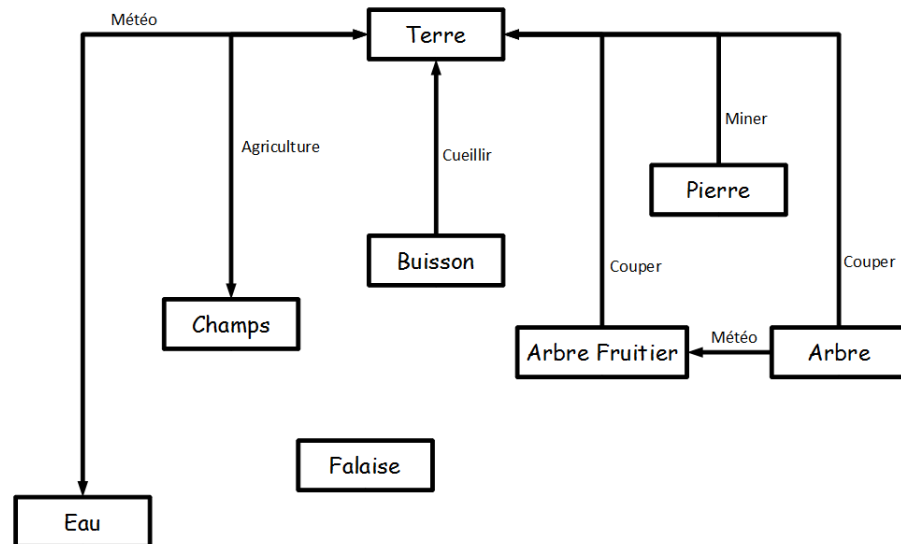 Météo
Terre
Agriculture
Cueillir
Miner
Pierre
Buisson
Couper
Couper
Champs
Météo
Arbre Fruitier
Arbre
Falaise
Eau